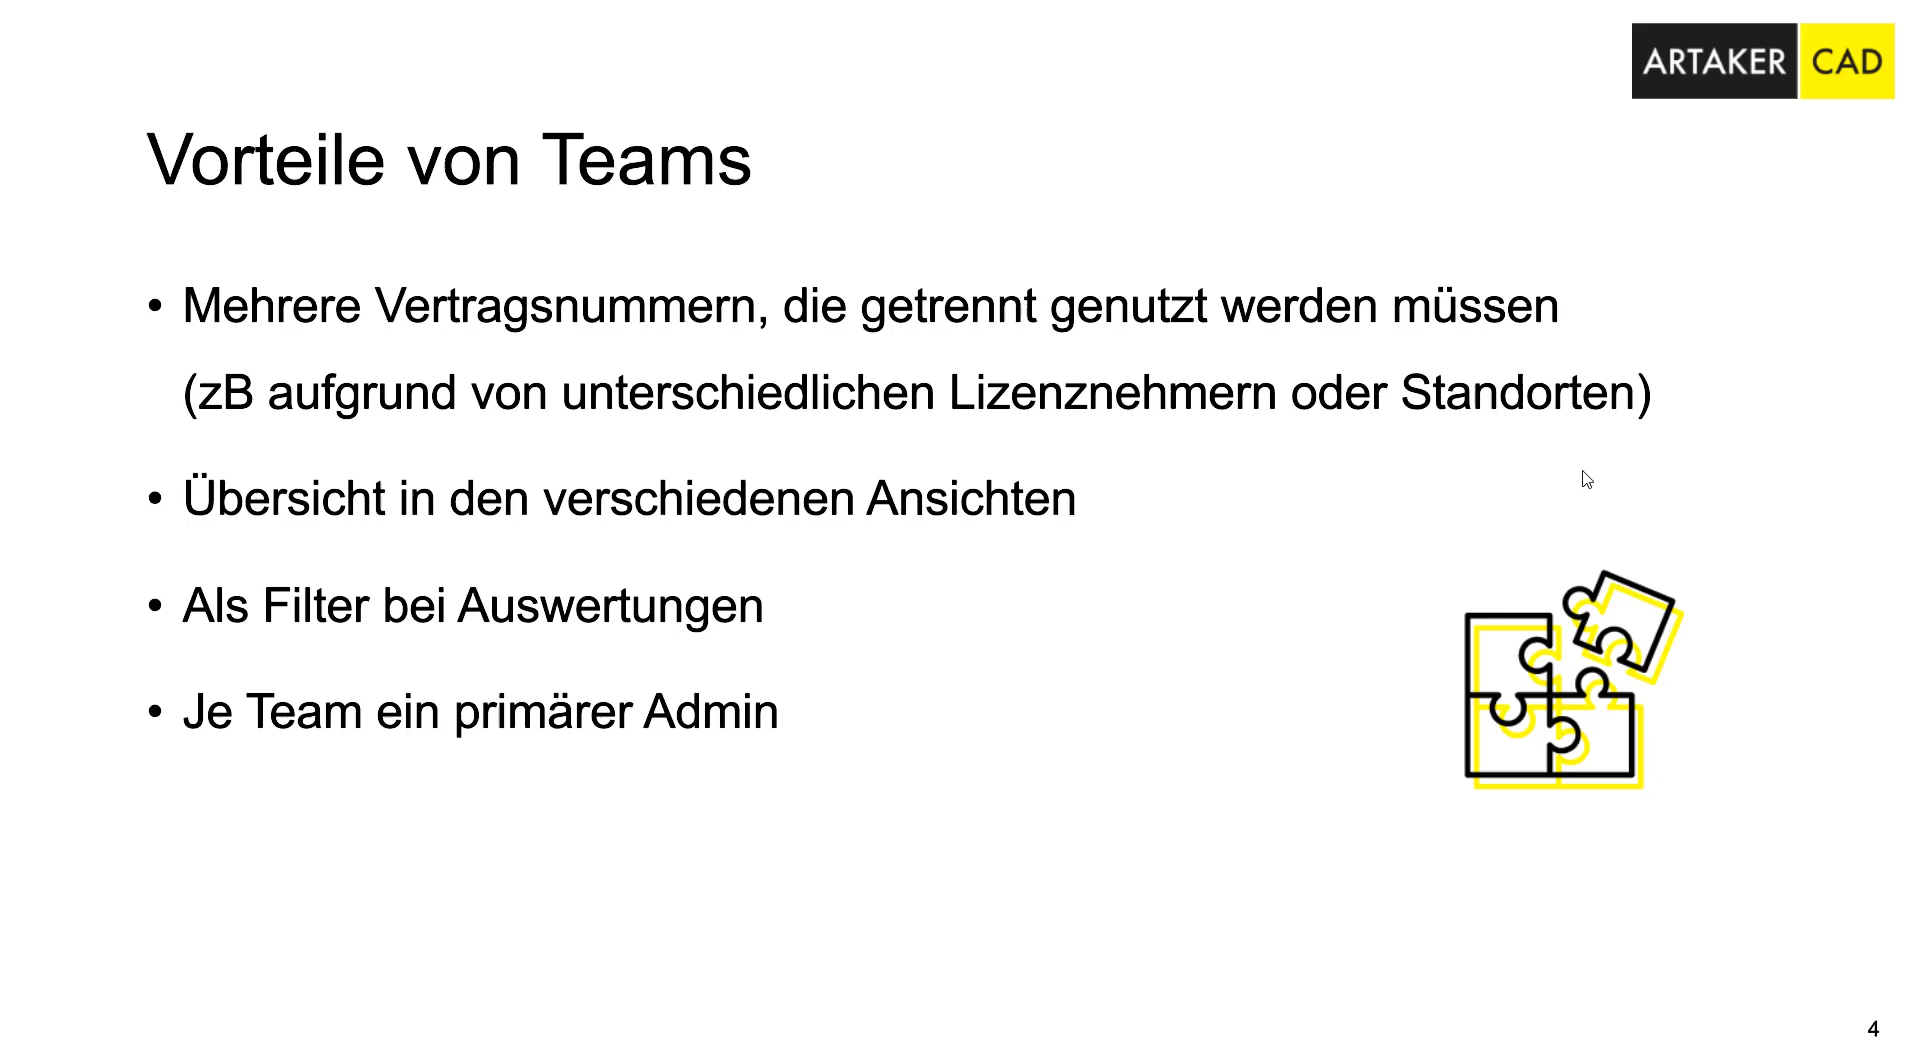 ARTAKER CAD
Vorteile von Teams
• Mehrere Vertragsnummern, die getrennt genutzt werden müssen
(zB aufgrund von unterschiedlichen Lizenznehmern oder Standorten)
• Übersicht in den verschiedenen Ansichten
• Als Filter bei Auswertungen
• Je Team ein primärer Admin
4